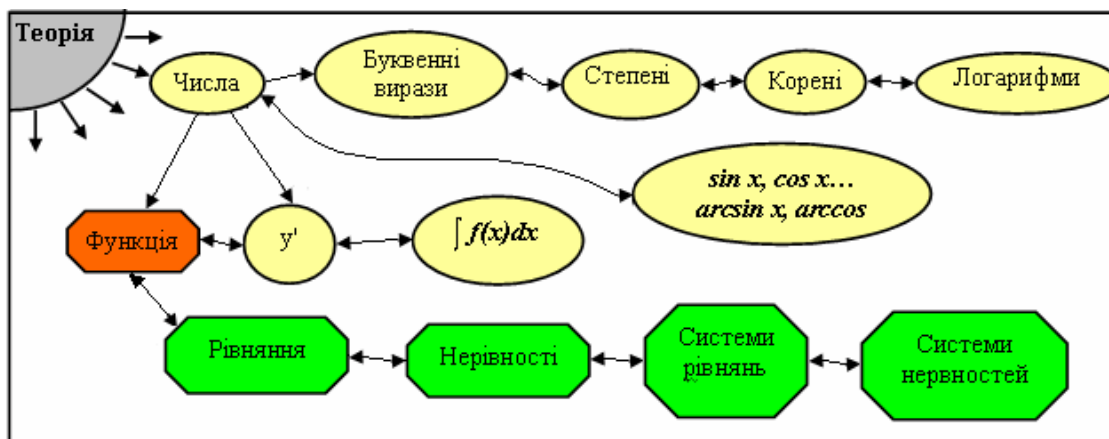 Теорія
Числа
Буквенні
вирази
Степені
Корені
Логарифми
sin x, cos x...
arcsin x, arccos
Функція
y'
∫ f(x)dx
Рівняння
Нерівності
Системи
рівнянь
Системи
нервностей